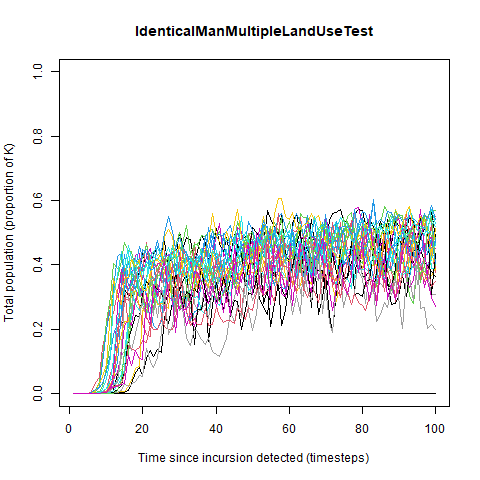 IdenticalManMultipleLandUseTest
Total population (proportion of K)
1.0
0.8
0.6
0.4
0.2
0.0
0 20 40 60 80 100
Time since incursion detected (timesteps)